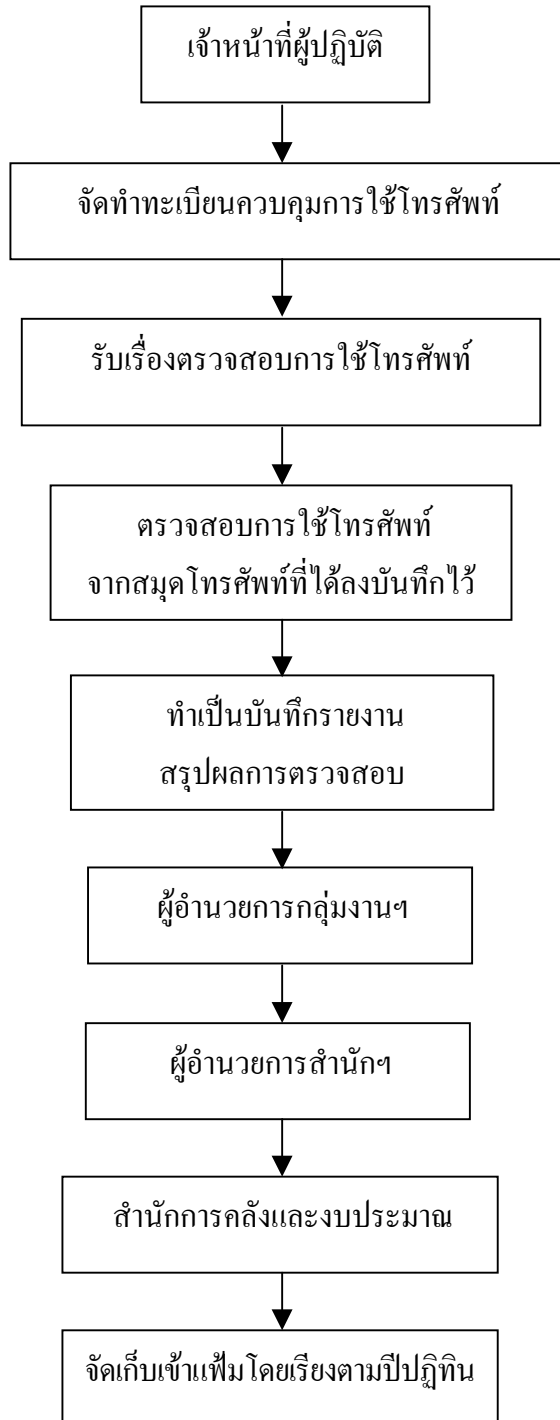 เจ้าหน้าที่ผู้ปฏิบัติ
จัดทำทะเบียนควบคุมการใช้โทรศัพท์
รับเรื่องตรวจสอบการใช้โทรศัพท์
ตรวจสอบการใช้โทรศัพท์
จากสมุดโทรศัพท์ที่ได้ลงบันทึกไว้
ทำเป็นบันทึกรายงาน
สรุปผลการตรวจสอบ
ผู้อำนวยการกลุ่มงานฯ
ผู้อำนวยการสำนักฯ
สำนักการคลังและงบประมาณ
จัดเก็บเข้าแฟ้มโดยเรียงตามปีปฏิทิน